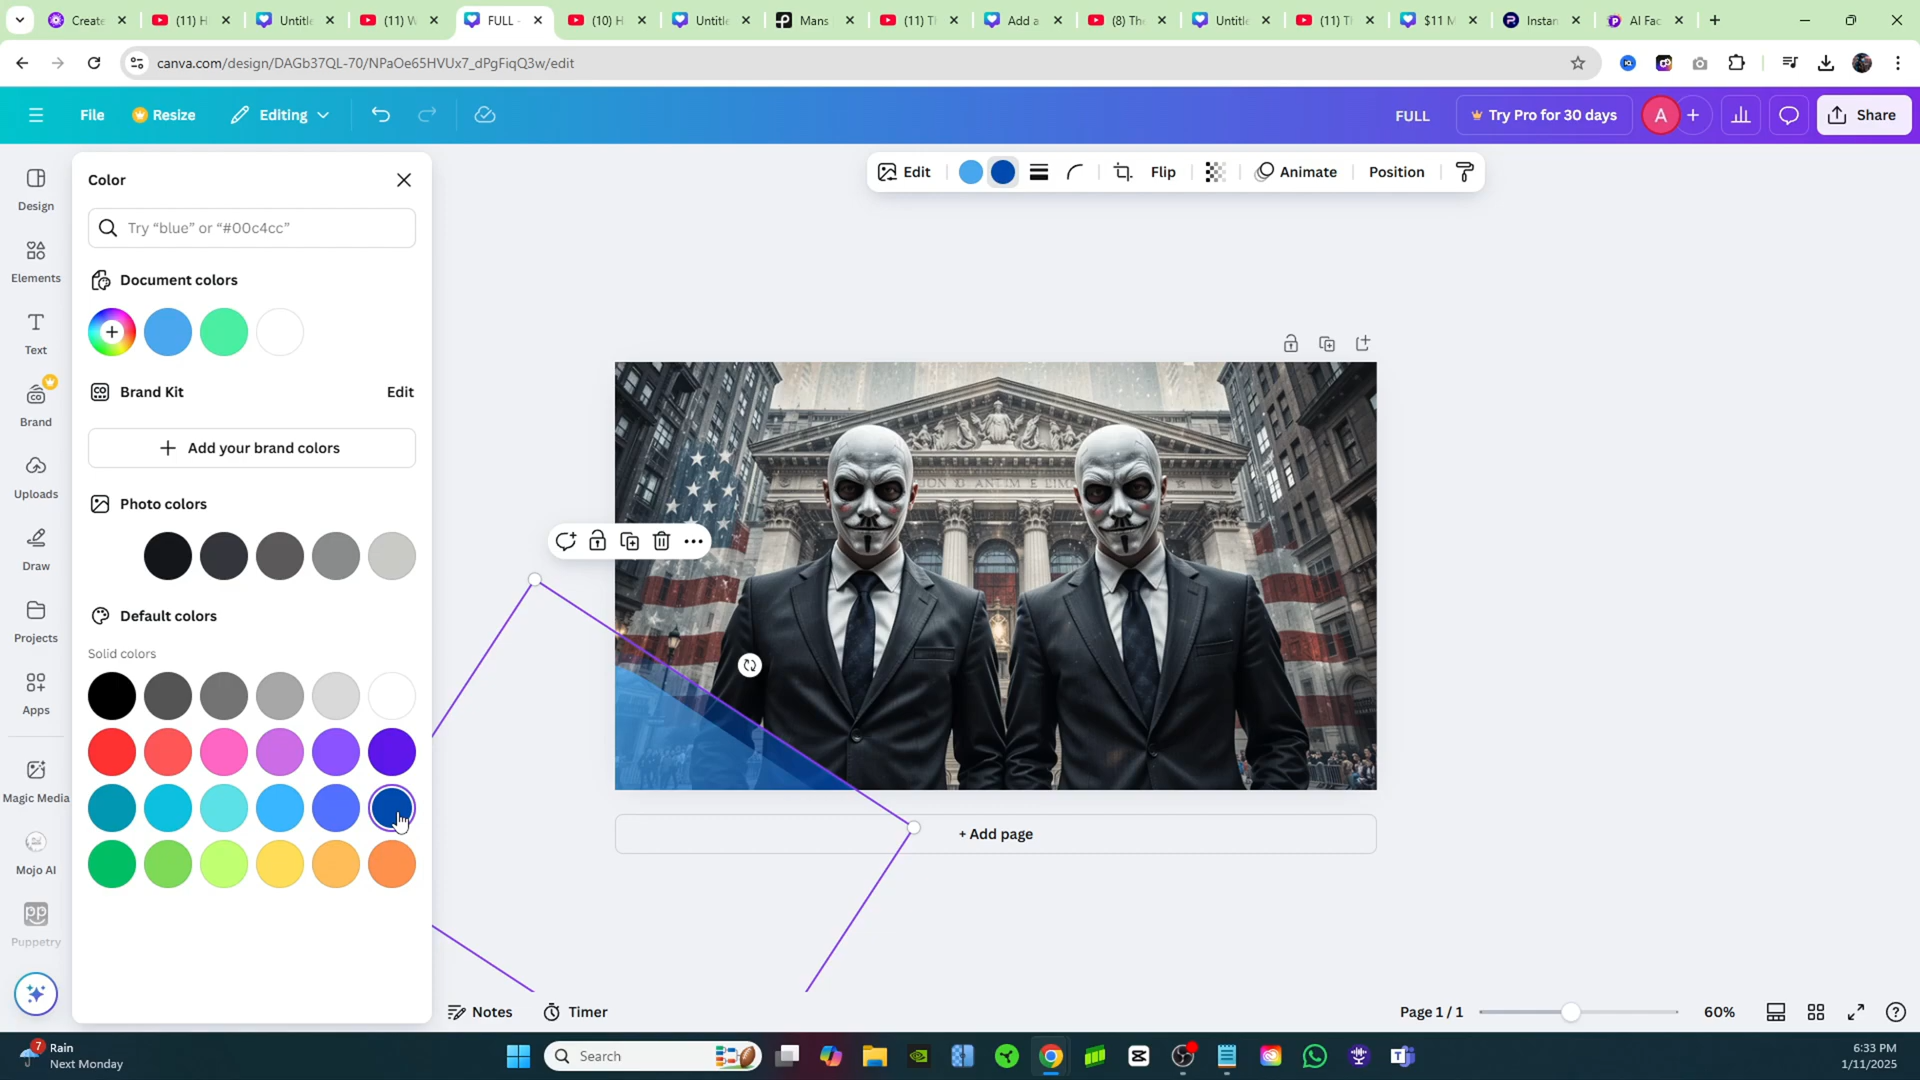 Create
(11) H
Untitle
(11) W
FULL -
(10) H
Untitle
Mans
(11) Tl
Add a
(8) The
Untitle
(11) Tl
$11 M
Instan
AI Fac
canva.com/design/DAGb37QL-70/NPaOe65HVUx7_dPgFiqQ3w/edit
File
Resize
Editing
FULL
Try Pro for 30 days
A
Share
Design
Elements
Text
Brand
Uploads
Draw
Projects
Apps
Magic Media
Mojo AI
Puppetry
Color
Try “blue” or “#00c4cc”
Document colors
Brand Kit
Edit
Add your brand colors
Photo colors
Default colors
Solid colors
Edit
Flip
Animate
Position
+ Add page
Notes
Timer
Page 1 / 1
60%
7
Rain
Next Monday
Search
6:33 PM
1/11/2025